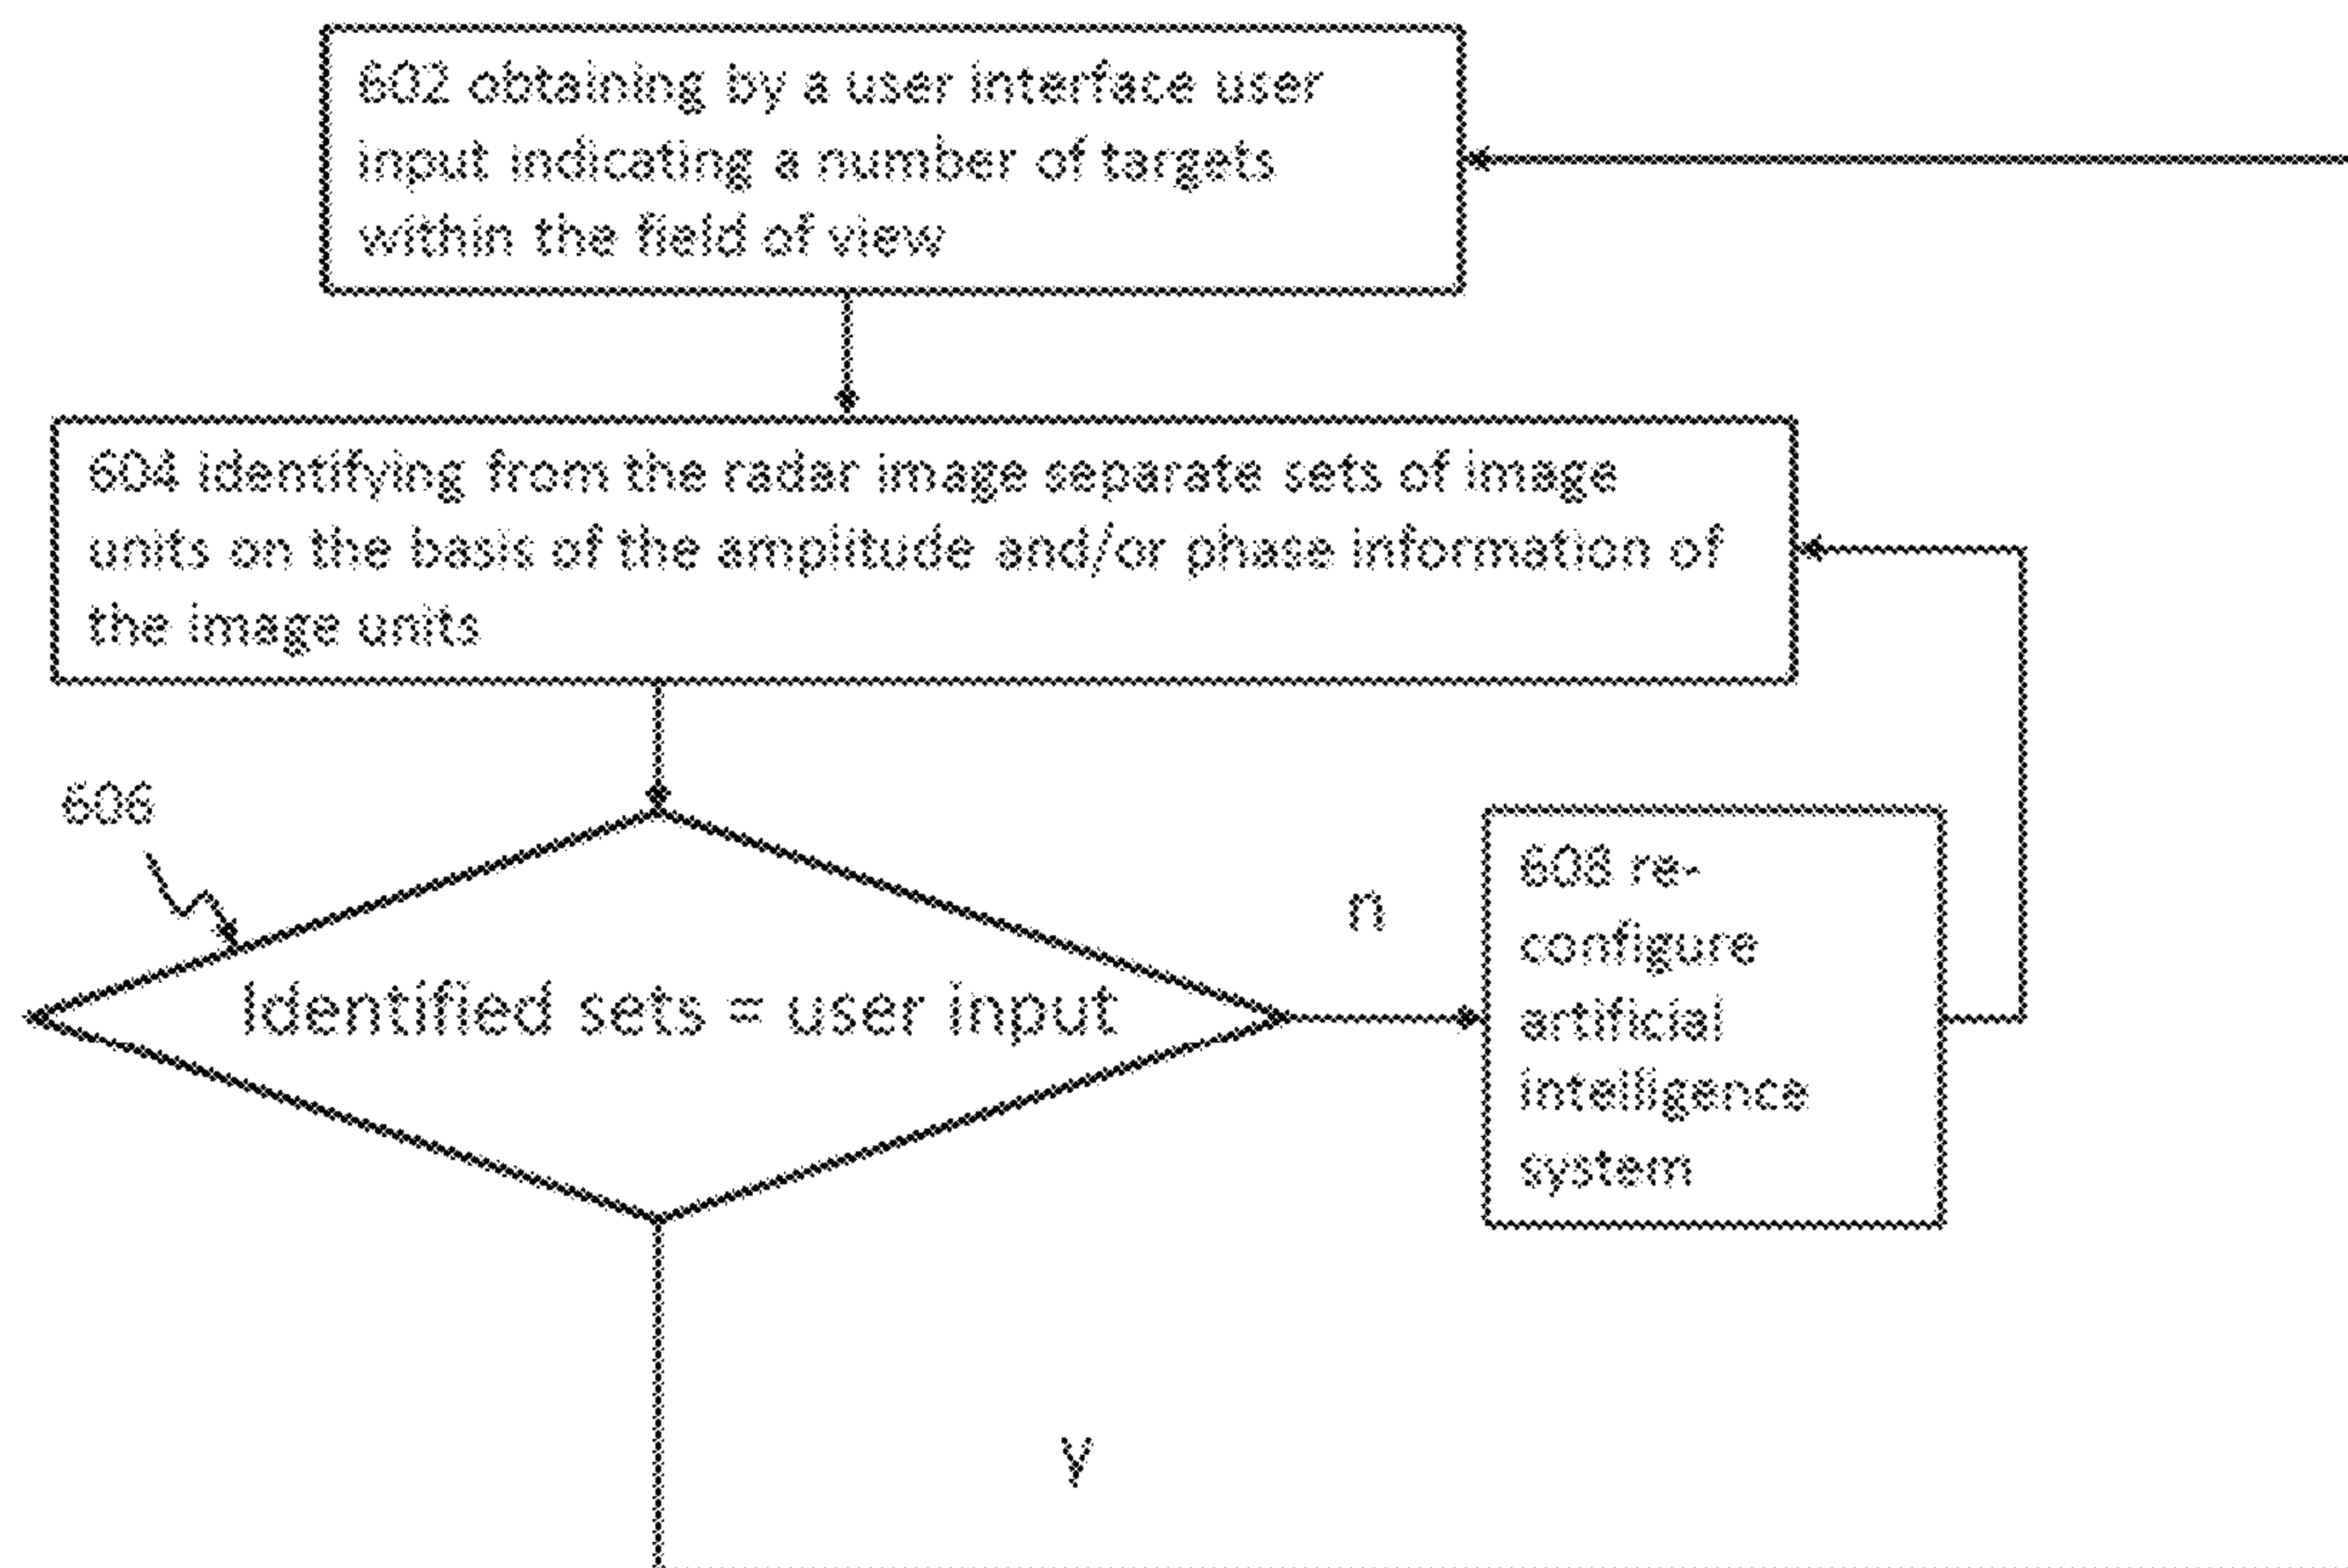 602 obtaining by a user interface user
input indicating a number of targets
within the field of view
604 identifying from the radar image separate sets of image
units on the basis of the amplitude and/or phase information of
the image units
606
Identified sets = user input
n
608 re-
configure
artificial
intelligence
system
y